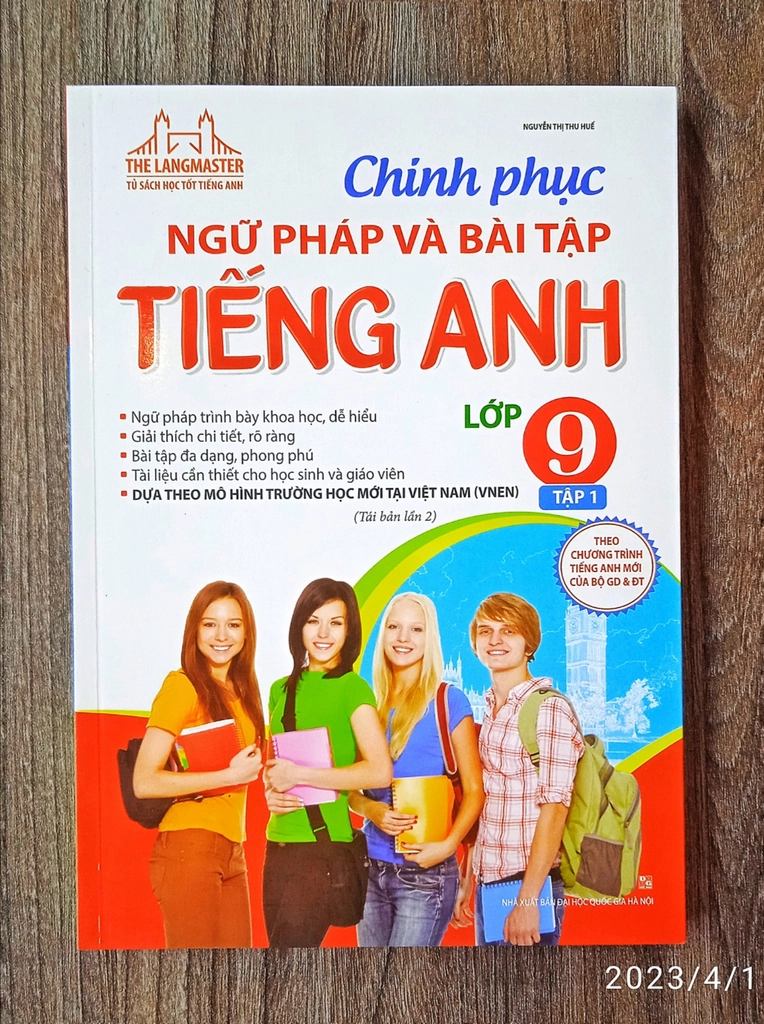 NGUYỄN THỊ THU HUẾ
THE LANGMASTER
TỦ SÁCH HỌC TỐT TIẾNG ANH
Chinh phục
NGỮ PHÁP VÀ BÀI TẬP
TIẾNG ANH
LỚP 9
TẬP 1
Ngữ pháp trình bày khoa học, dễ hiểu
Giải thích chi tiết, rõ ràng
Bài tập đa dạng, phong phú
Tài liệu cần thiết cho học sinh và giáo viên
DỰA THEO MÔ HÌNH TRƯỜNG HỌC MỚI TẠI VIỆT NAM (VNEN)
(Tái bản lần 2)
THEO
CHƯƠNG TRÌNH
TIẾNG ANH MỚI
CỦA BỘ GD & ĐT
NHÀ XUẤT BẢN ĐẠI HỌC QUỐC GIA HÀ NỘI
2023/4/1